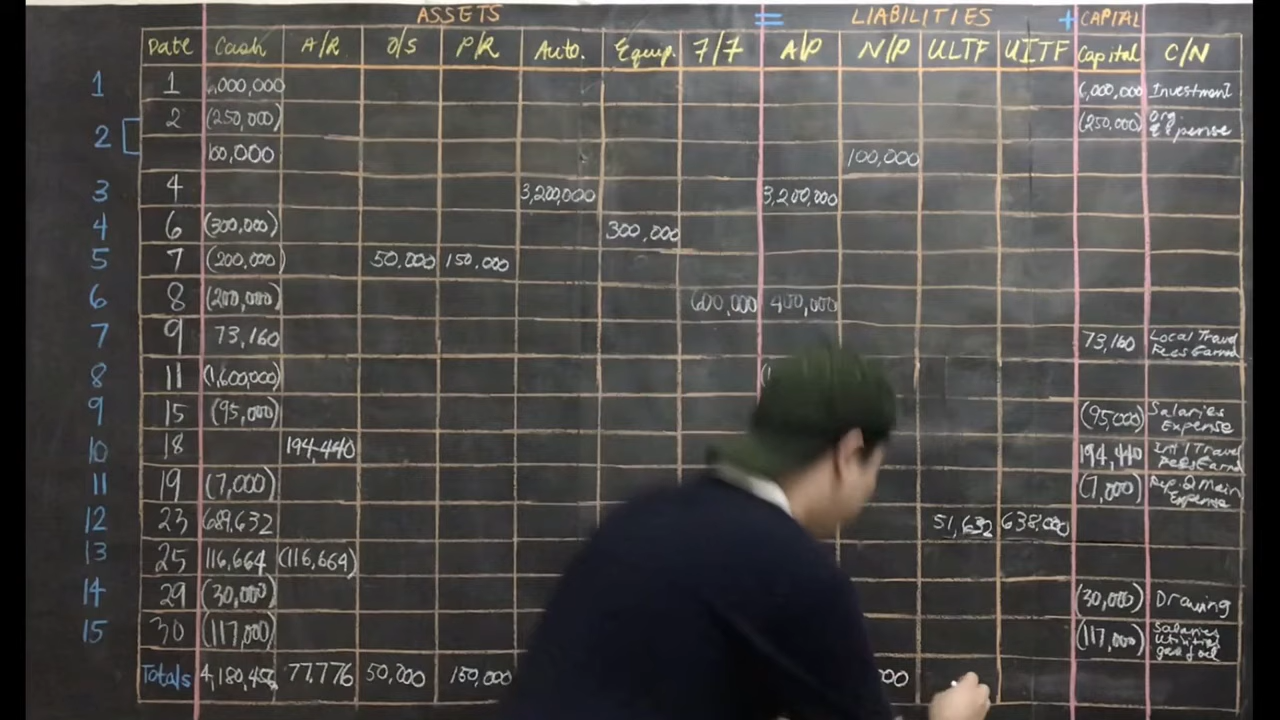 ASSETS = LIABILITIES + CAPITAL
Date Cash A/R O/S P/R Auto. Equip. F/F A/P N/P ULTF UITF Capital C/N
1 1 ,000,000 ,000,000 Investment
2 2 (250,000) (250,000) Org. Expense
100,000 100,000
3 4 3,200,000 3,200,000
4 6 (300,000) 300,000
5 7 (200,000) 50,000 150,000
6 8 (200,000) 600,000 400,000
7 9 73,160 73,160 Local Travel Fees Earned
8 11 (1,600,000) (1
9 15 (95,000) (95,000) Salaries Expense
10 18 194,440 194,440 Int'l Travel Fees Earned
11 19 (7,000) (7,000) Rep. & Main Expense
12 23 689,632 51,632 638,000
13 25 116,664 (116,664)
14 29 (30,000) (30,000) Drawing
15 30 (117,000) (117,000) Salaries Utilities gas & oil
Totals 4,180,456 77,776 50,000 150,000 00